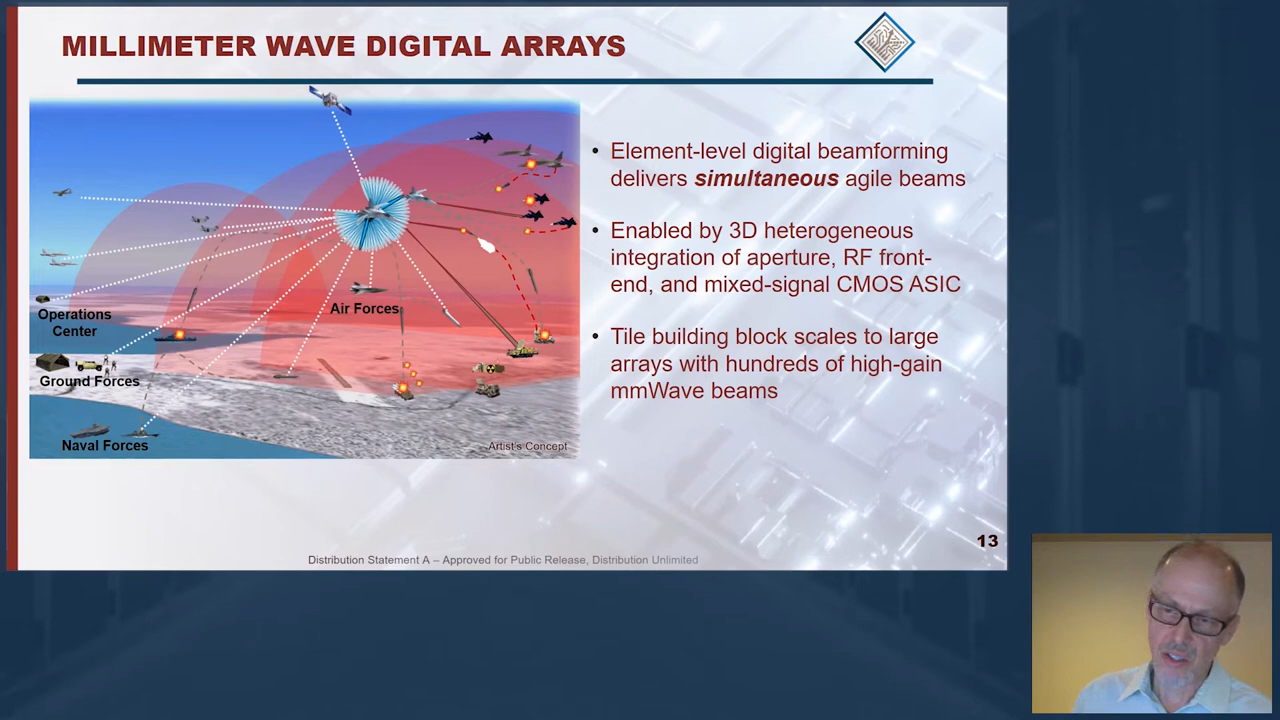 MILLIMETER WAVE DIGITAL ARRAYS
Operations
Center
Ground Forces
Naval Forces
Air Forces
Artist's Concept
• Element-level digital beamforming
delivers simultaneous agile beams
• Enabled by 3D heterogeneous
integration of aperture, RF front-
end, and mixed-signal CMOS ASIC
• Tile building block scales to large
arrays with hundreds of high-gain
mmWave beams
13
Distribution Statement A – Approved for Public Release, Distribution Unlimited